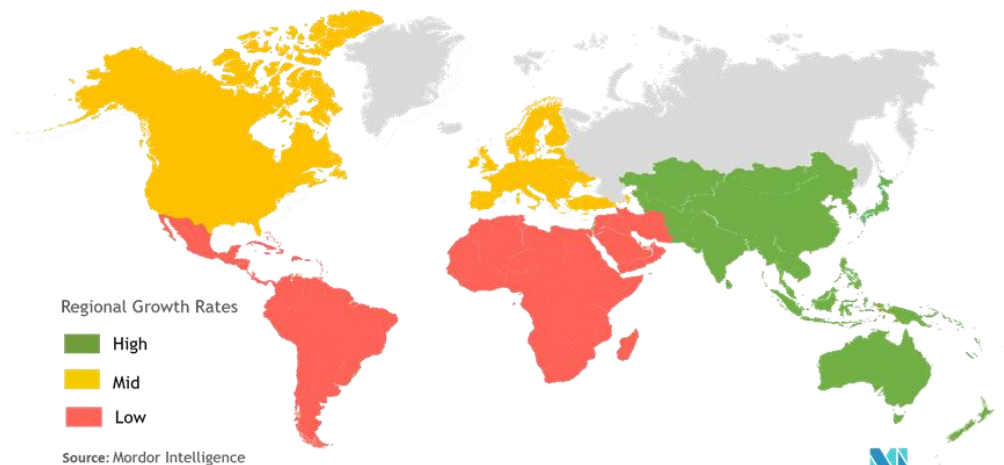 Regional Growth Rates
High
Mid
Low
Source: Mordor Intelligence